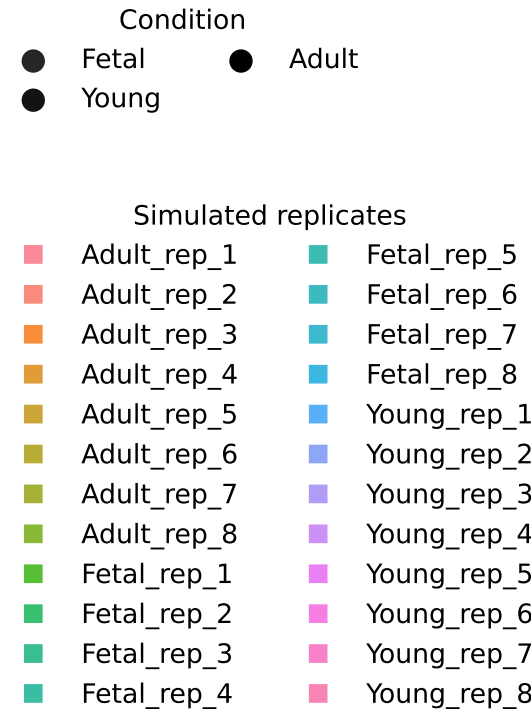 Condition
Fetal Adult
Young
Simulated replicates
Adult_rep_1 Fetal_rep_5
Adult_rep_2 Fetal_rep_6
Adult_rep_3 Fetal_rep_7
Adult_rep_4 Fetal_rep_8
Adult_rep_5 Young_rep_1
Adult_rep_6 Young_rep_2
Adult_rep_7 Young_rep_3
Adult_rep_8 Young_rep_4
Fetal_rep_1 Young_rep_5
Fetal_rep_2 Young_rep_6
Fetal_rep_3 Young_rep_7
Fetal_rep_4 Young_rep_8